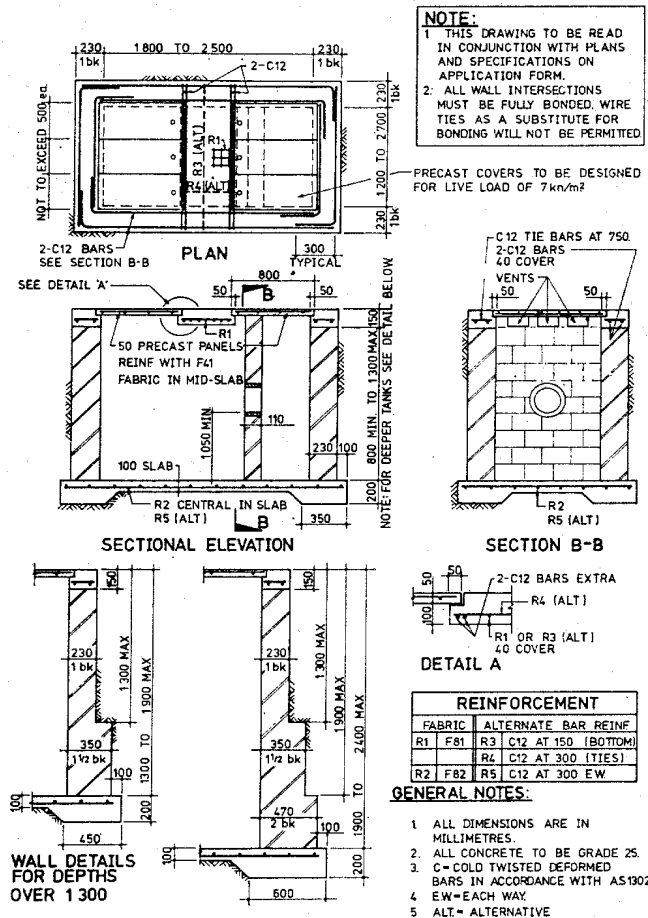 230
1800 TO 2500
230
1bk
2-C12
1bk
NOT TO EXCEED 500 ea.
R3 (ALT)
R1
R4 (ALT)
230
1bk
1200 TO 2700
230
1bk
2-C12 BARS
SEE SECTION B-B
PLAN
300
TYPICAL
NOTE:
1 THIS DRAWING TO BE READ
IN CONJUNCTION WITH PLANS
AND SPECIFICATIONS ON
APPLICATION FORM.
2. ALL WALL INTERSECTIONS
MUST BE FULLY BONDED. WIRE
TIES AS A SUBSTITUTE FOR
BONDING WILL NOT BE PERMITTED
PRECAST COVERS TO BE DESIGNED
FOR LIVE LOAD OF 7kn/m²
SEE DETAIL 'A'
800
50
B
50
R1
50 PRECAST PANELS
REINF WITH F41
FABRIC IN MID-SLAB
1050 MIN
110
230
100
100 SLAB
R2 CENTRAL IN SLAB
R5 (ALT)
B
350
150
800 MIN. TO 1300 MAX
200
NOTE: FOR DEEPER TANKS SEE DETAIL BELOW
SECTIONAL ELEVATION
C12 TIE BARS AT 750.
2-C12 BARS
40 COVER
VENTS
50
50
R2
R5 (ALT)
SECTION B-B
150
230
1bk
1300 MAX
350
1½ bk
100
1300 TO 1900 MAX
100
200
450
WALL DETAILS
FOR DEPTHS
OVER 1300
150
230
1bk
1300 MAX
350
1½ bk
1900 MAX
470
2 bk
100
1900 TO 2400 MAX
100
200
600
50
50
2-C12 BARS EXTRA
R4 (ALT)
100
R1 OR R3 (ALT)
40 COVER
DETAIL A
REINFORCEMENT
FABRIC ALTERNATE BAR REINF
R1 F81 R3 C12 AT 150 (BOTTOM)
R4 C12 AT 300 (TIES)
R2 F82 R5 C12 AT 300 EW
GENERAL NOTES:
1. ALL DIMENSIONS ARE IN
MILLIMETRES.
2. ALL CONCRETE TO BE GRADE 25.
3. C=COLD TWISTED DEFORMED
BARS IN ACCORDANCE WITH AS1302
4 EW=EACH WAY.
5 ALT.= ALTERNATIVE